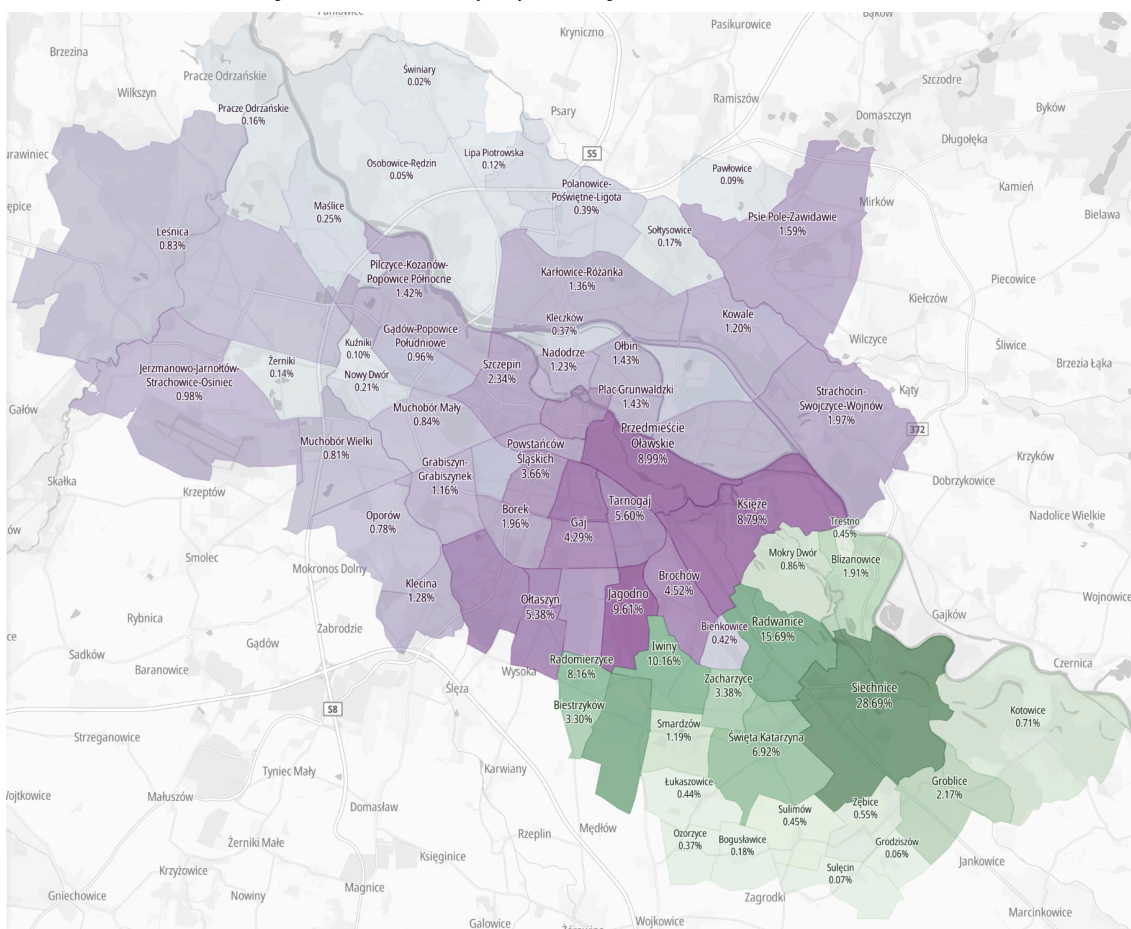 Pasikurowice
Kryniczno
Brzezina
Świniary
0.02%
Pracze Odrzańskie
Szczodre
Wilkszyn
Ramiszów
Byków
Pracze Odrzańskie
0.16%
Psary
Domaszczyn
Długołęka
Lipa Piotrowska
0.12%
S5
Osobowice-Rędzin
0.05%
Pawłowice
0.09%
Polanowice-
Poświętne-Ligota
0.39%
Kamień
Mirków
Maślice
0.25%
Psie Pole-Zawidawie
1.59%
Bielawa
Leśnica
0.83%
Sołtysowice
0.17%
Pilczyce-Kozanów-
Popowice Północne
1.42%
Karłowice-Różanka
1.36%
Piecowice
Kiełczów
Kleczków
0.37%
Kowale
1.20%
Gądów-Popowice
Południowe
0.96%
Kuźniki
0.10%
Ołbin
1.43%
Wilczyce
Śliwice
Nadodrze
1.23%
Żerniki
0.14%
Szczepin
2.34%
Brzezia Łąka
Jerzmanowo-Jarnołtów-
Strachowice-Osiniec
0.98%
Nowy Dwór
0.21%
Plac Grunwaldzki
1.43%
Strachocin-
Swojczyce-Wojnów
1.97%
Kąty
Gałów
Muchobór Mały
0.84%
Przedmieście
Oławskie
8.99%
372
Muchobór Wielki
0.81%
Powstańców
Śląskich
3.66%
Krzyków
Grabiszyn-
Grabiszynek
1.16%
Skałka
Dobrzykowice
Krzeptów
Tarnogaj
5.60%
Księże
8.79%
Borek
1.96%
Oporów
0.78%
Gaj
4.29%
Nadolice Wielkie
Trestno
0.45%
Smolec
Mokry Dwór
0.86%
Blizanowice
1.91%
Mokronos Dolny
Klecina
1.28%
Brochów
4.52%
Jagodno
9.61%
Ołtaszyn
5.38%
Wojnowice
Rybnica
Zabrodzie
Gajków
Bieńkowice
0.42%
Radwanice
15.69%
Gądów
Sadków
Iwiny
10.16%
Radomierzyce
8.16%
Baranowice
Wysoka
Czernica
Ślęza
Zacharzyce
3.38%
Siechnice
28.69%
S8
Biestrzyków
3.30%
Kotowice
0.71%
Smardzów
1.19%
Święta Katarzyna
6.92%
Strzeganowice
Tyniec Mały
Karwiany
Łukaszowice
0.44%
Groblice
2.17%
Małuszów
Domasław
Sulimów
0.45%
Zębice
0.55%
Mędłów
Rzeplin
Ozorzyce
0.37%
Bogusławice
0.18%
Grodziszów
0.06%
Żerniki Małe
Księginice
Jankowice
Krzyżowice
Sulęcin
0.07%
Magnice
Gniechowice
Nowiny
Zagrodki
Marcinkowice
Galowice
Wojkowice